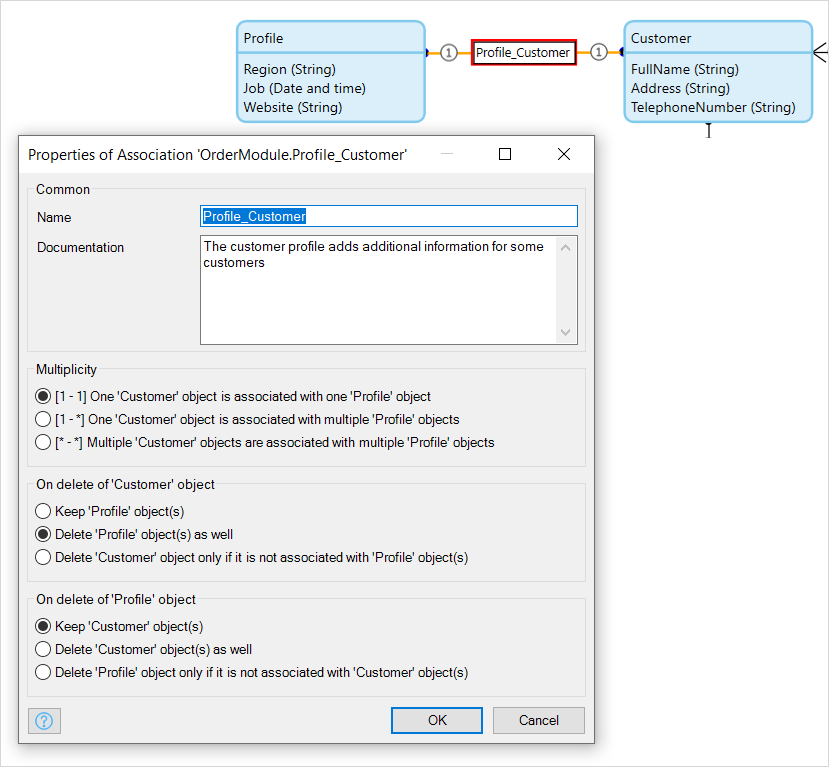 Profile
Region (String)
Job (Date and time)
Website (String)
1
Profile_Customer
1
Customer
FullName (String)
Address (String)
TelephoneNumber (String)
Properties of Association 'OrderModule.Profile_Customer'
Common
Name
Profile_Customer
Documentation
The customer profile adds additional information for some
customers
Multiplicity
[1 - 1] One 'Customer' object is associated with one 'Profile' object
[1 - *] One 'Customer' object is associated with multiple 'Profile' objects
[* - *] Multiple 'Customer' objects are associated with multiple 'Profile' objects
On delete of 'Customer' object
Keep 'Profile' object(s)
Delete 'Profile' object(s) as well
Delete 'Customer' object only if it is not associated with 'Profile' object(s)
On delete of 'Profile' object
Keep 'Customer' object(s)
Delete 'Customer' object(s) as well
Delete 'Profile' object only if it is not associated with 'Customer' object(s)
?
OK
Cancel